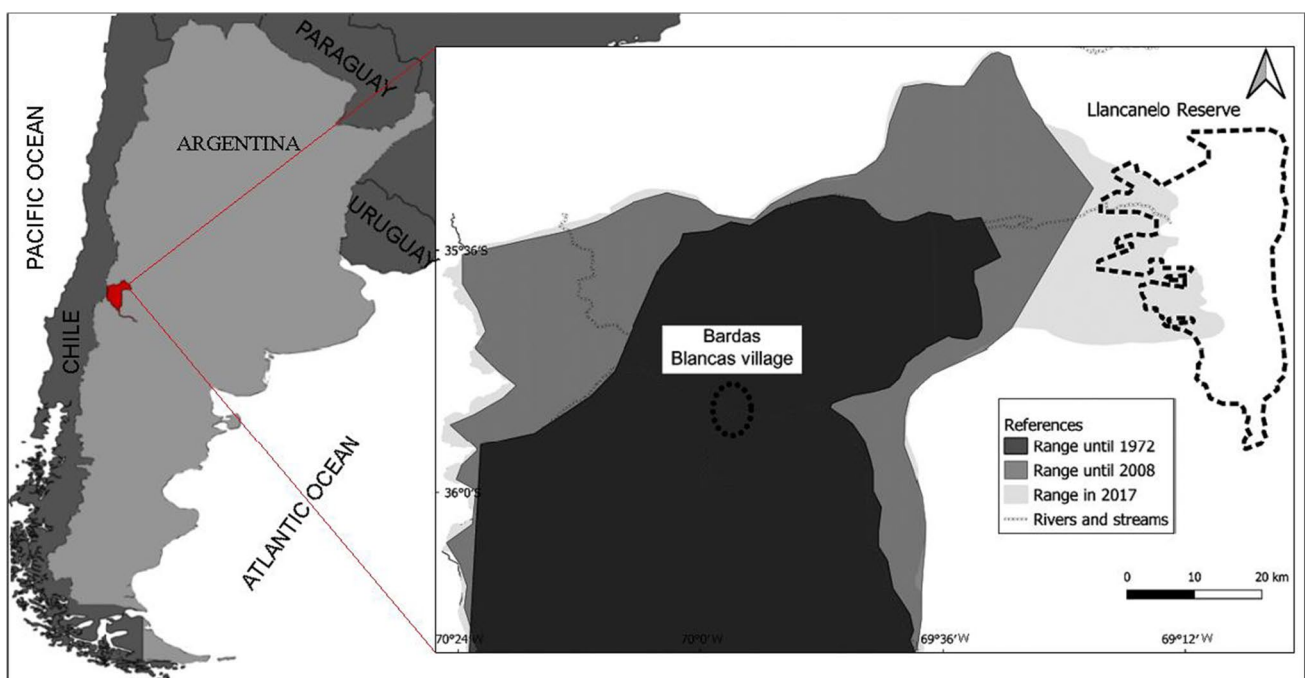 PACIFIC OCEAN
CHILE
ARGENTINA
PARAGUAY
URUGUAY
ATLANTIC OCEAN
Llancanelo Reserve
35°36'S
Bardas
Blancas village
36°0'S
References
Range until 1972
Range until 2008
Range in 2017
Rivers and streams
0 10 20 km
70°24'W 70°0'W 69°36'W 69°12'W